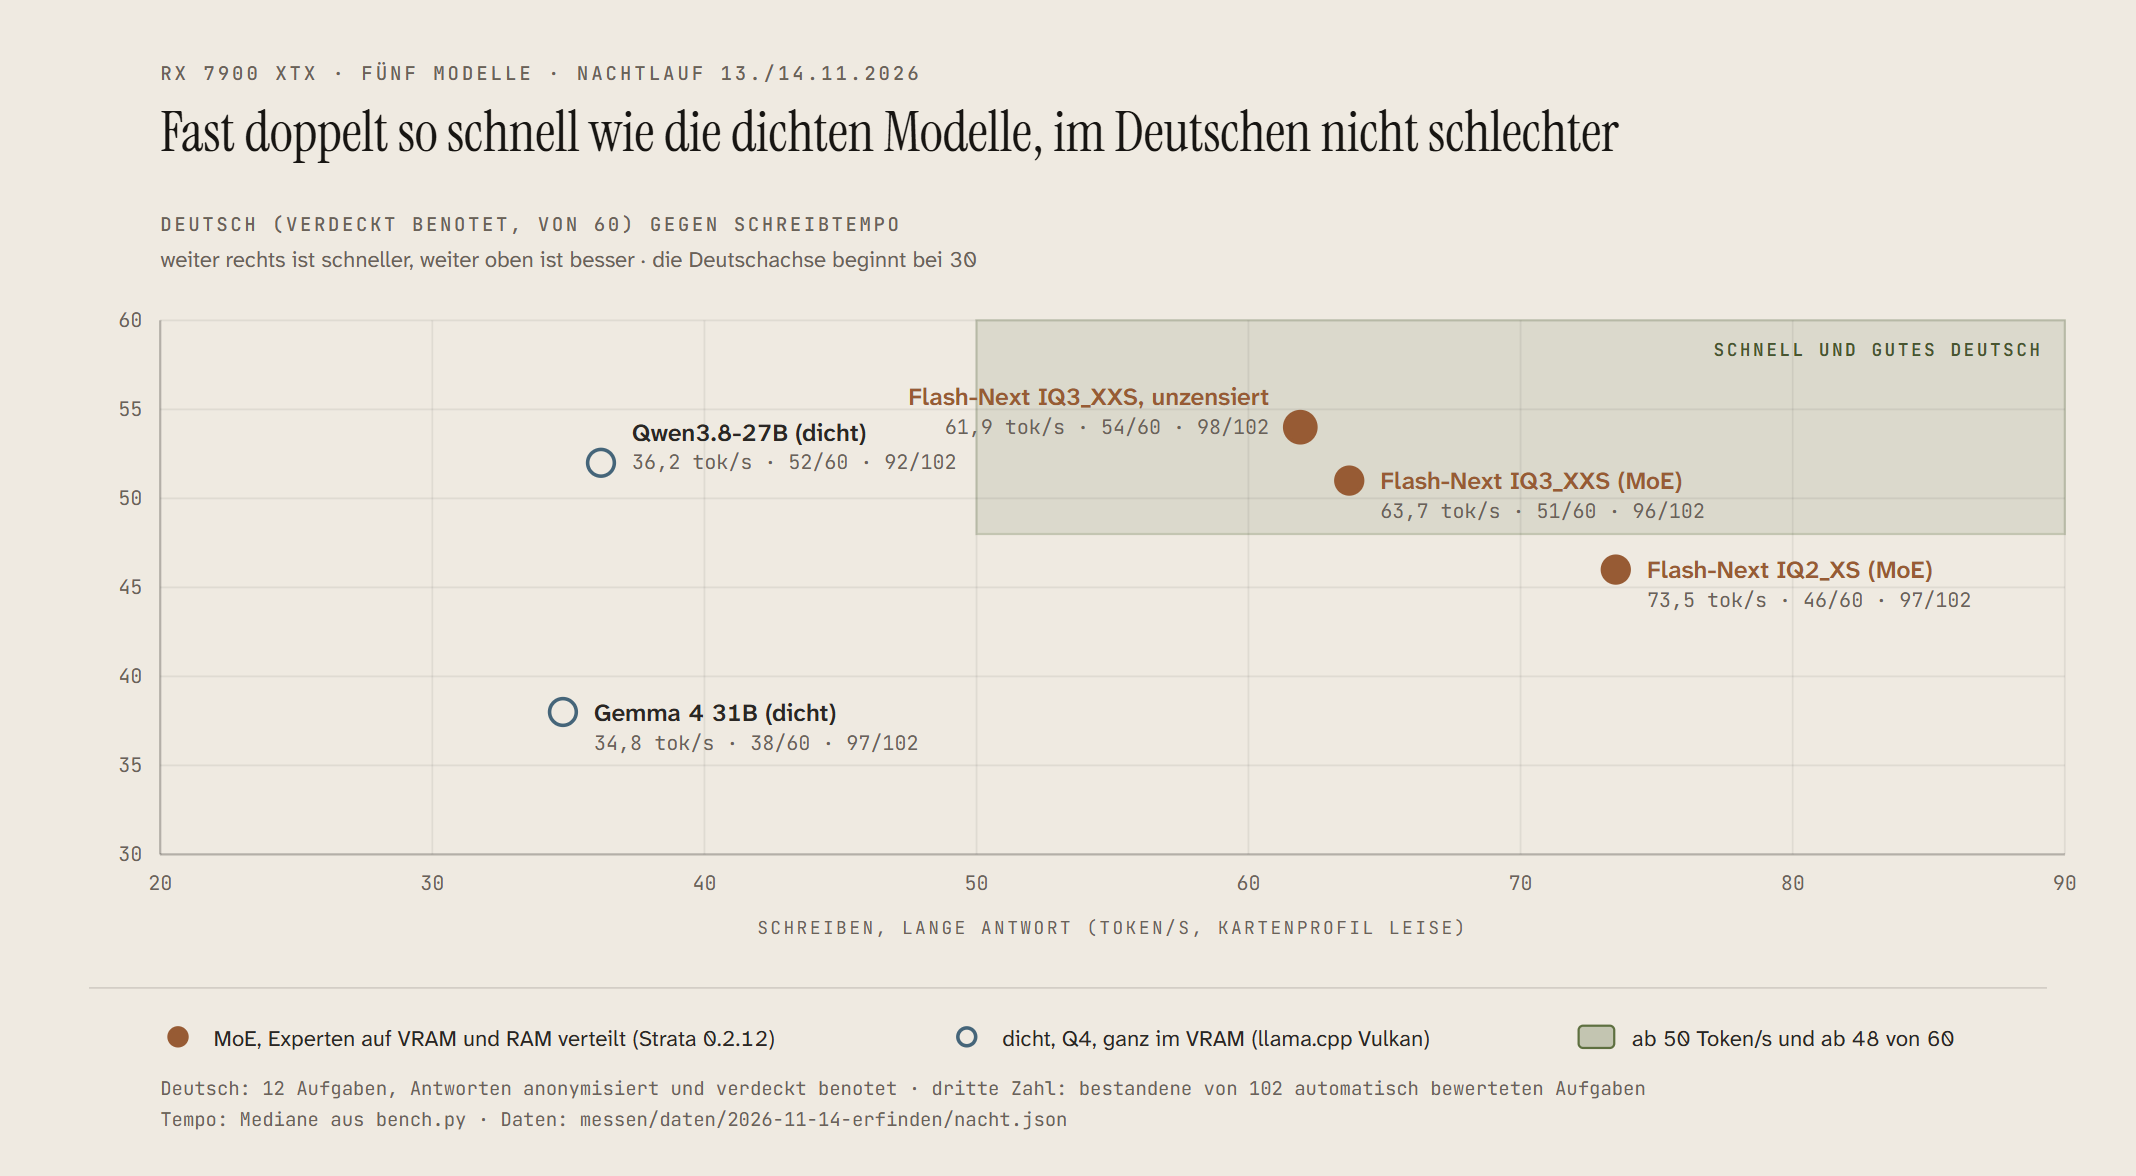 RX 7900 XTX · FÜNF MODELLE · NACHTLAUF 13./14.11.2026
Fast doppelt so schnell wie die dichten Modelle, im Deutschen nicht schlechter
DEUTSCH (VERDECKT BENOTET, VON 60) GEGEN SCHREIBTEMPO
weiter rechts ist schneller, weiter oben ist besser · die Deutschachse beginnt bei 30
60
SCHNELL UND GUTES DEUTSCH
Flash-Next IQ3_XXS, unzensiert
61,9 tok/s · 54/60 · 98/102
55
Qwen3.8-27B (dicht)
36,2 tok/s · 52/60 · 92/102
Flash-Next IQ3_XXS (MoE)
63,7 tok/s · 51/60 · 96/102
50
Flash-Next IQ2_XS (MoE)
73,5 tok/s · 46/60 · 97/102
45
40
Gemma 4 31B (dicht)
34,8 tok/s · 38/60 · 97/102
35
30
20 30 40 50 60 70 80 90
SCHREIBEN, LANGE ANTWORT (TOKEN/S, KARTENPROFIL LEISE)
MoE, Experten auf VRAM und RAM verteilt (Strata 0.2.12)
dicht, Q4, ganz im VRAM (llama.cpp Vulkan)
ab 50 Token/s und ab 48 von 60
Deutsch: 12 Aufgaben, Antworten anonymisiert und verdeckt benotet · dritte Zahl: bestandene von 102 automatisch bewerteten Aufgaben
Tempo: Mediane aus bench.py · Daten: messen/daten/2026-11-14-erfinden/nacht.json